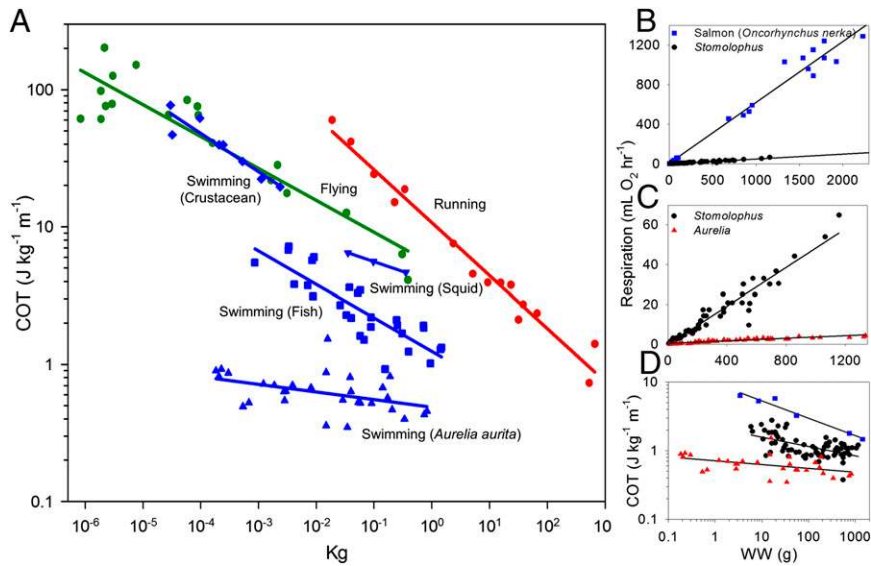 A
COT (J kg⁻¹ m⁻¹)
100
10
1
0.1
10⁻⁶
10⁻⁵
10⁻⁴
10⁻³
10⁻²
10⁻¹
10⁰
10¹
10²
10
Kg
Swimming
(Crustacean)
Flying
Running
Swimming (Squid)
Swimming (Fish)
Swimming (Aurelia aurita)
B
Salmon (Oncorhynchus nerka)
Stomolophus
1200
800
400
0
0
500
1000
1500
2000
Respiration (mL O₂ hr⁻¹)
C
Stomolophus
Aurelia
80
60
40
20
0
0
400
800
1200
D
COT (J kg⁻¹ m⁻¹)
10
1
0.1
0.1
1
10
100
1000
WW (g)